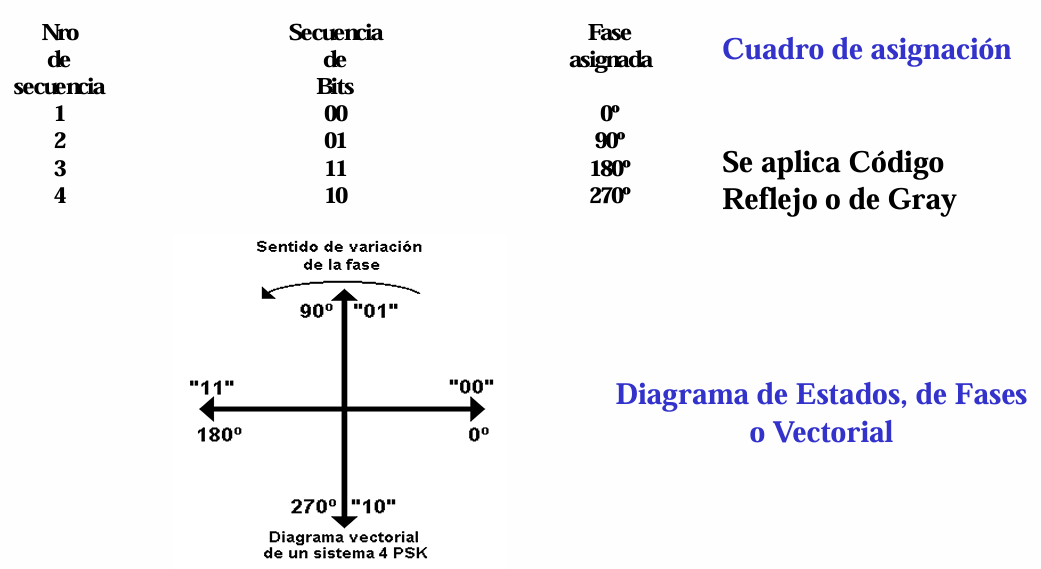 Nro de secuencia
Secuencia de Bits
Fase asignada
1 00 0º
2 01 90º
3 11 180º
4 10 270º
Cuadro de asignación
Se aplica Código
Reflejo o de Gray
Sentido de variación
de la fase
90º "01"
"11" "00"
180º 0º
270º "10"
Diagrama vectorial
de un sistema 4 PSK
Diagrama de Estados, de Fases
o Vectorial